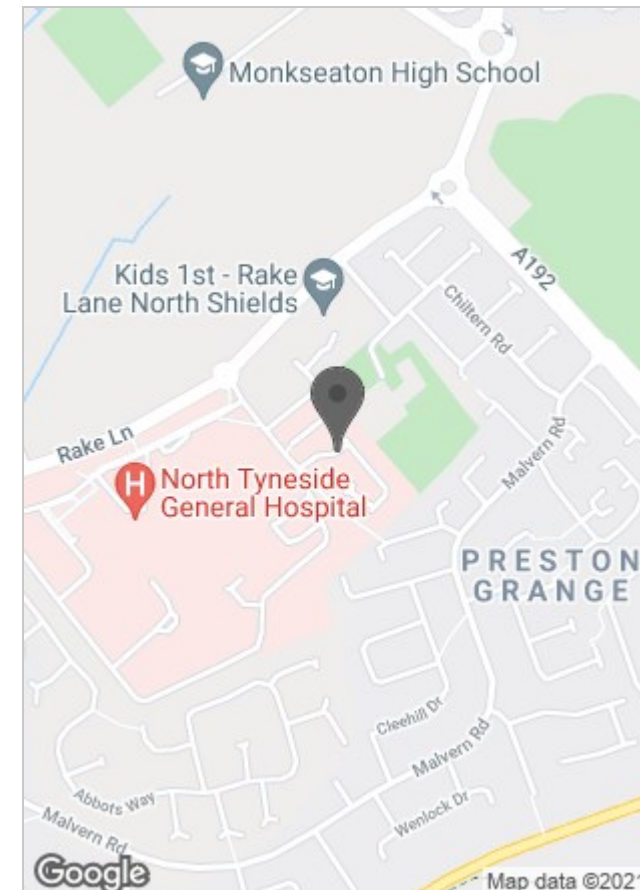 Monkseaton High School
A192
Kids 1st - Rake
Lane North Shields
Chiltern Rd
Rake Ln
Malvern Rd
H
North Tyneside
General Hospital
PRESTON
GRANGE
Cleehill Dr
Malvern Rd
Abbots Way
Wenlock Dr
Malvern Rd
Google
Map data ©202